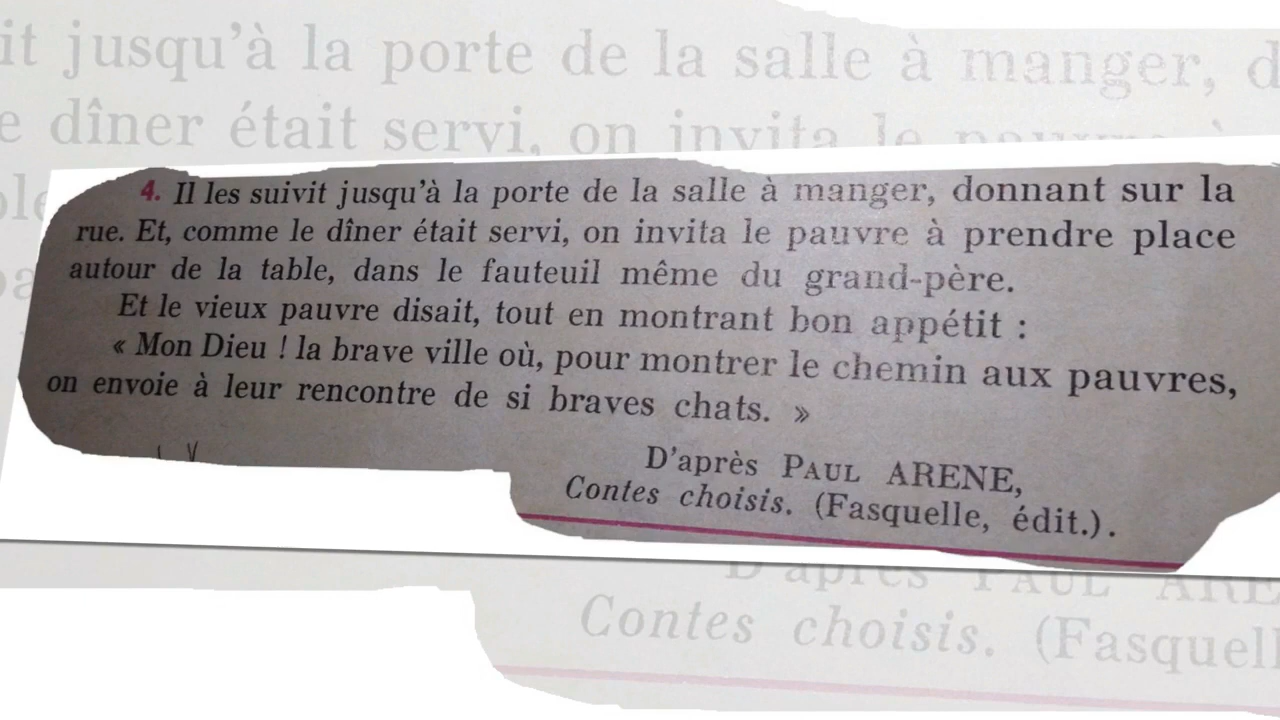 it jusqu'à la porte de la salle à manger, d
e dîner était servi, on invita le
4. Il les suivit jusqu'à la porte de la salle à manger, donnant sur la
rue. Et, comme le dîner était servi, on invita le pauvre à prendre place
autour de la table, dans le fauteuil même du grand-père.
Et le vieux pauvre disait, tout en montrant bon appétit :
« Mon Dieu ! la brave ville où, pour montrer le chemin aux pauvres,
on envoie à leur rencontre de si braves chats. »
D'après PAUL ARENE,
Contes choisis. (Fasquelle, édit.).
D'après PAUL ARE
Contes choisis. (Fasquell